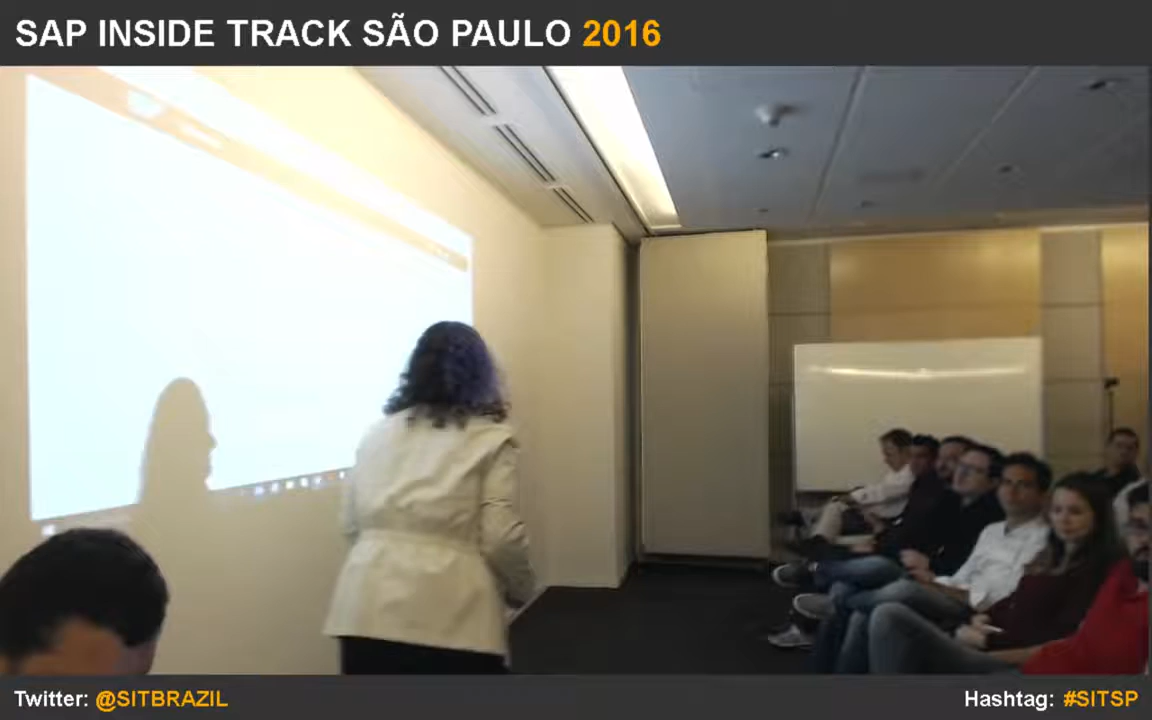 SAP INSIDE TRACK SÃO PAULO 2016
Twitter: @SITBRAZIL
Hashtag: #SITSP